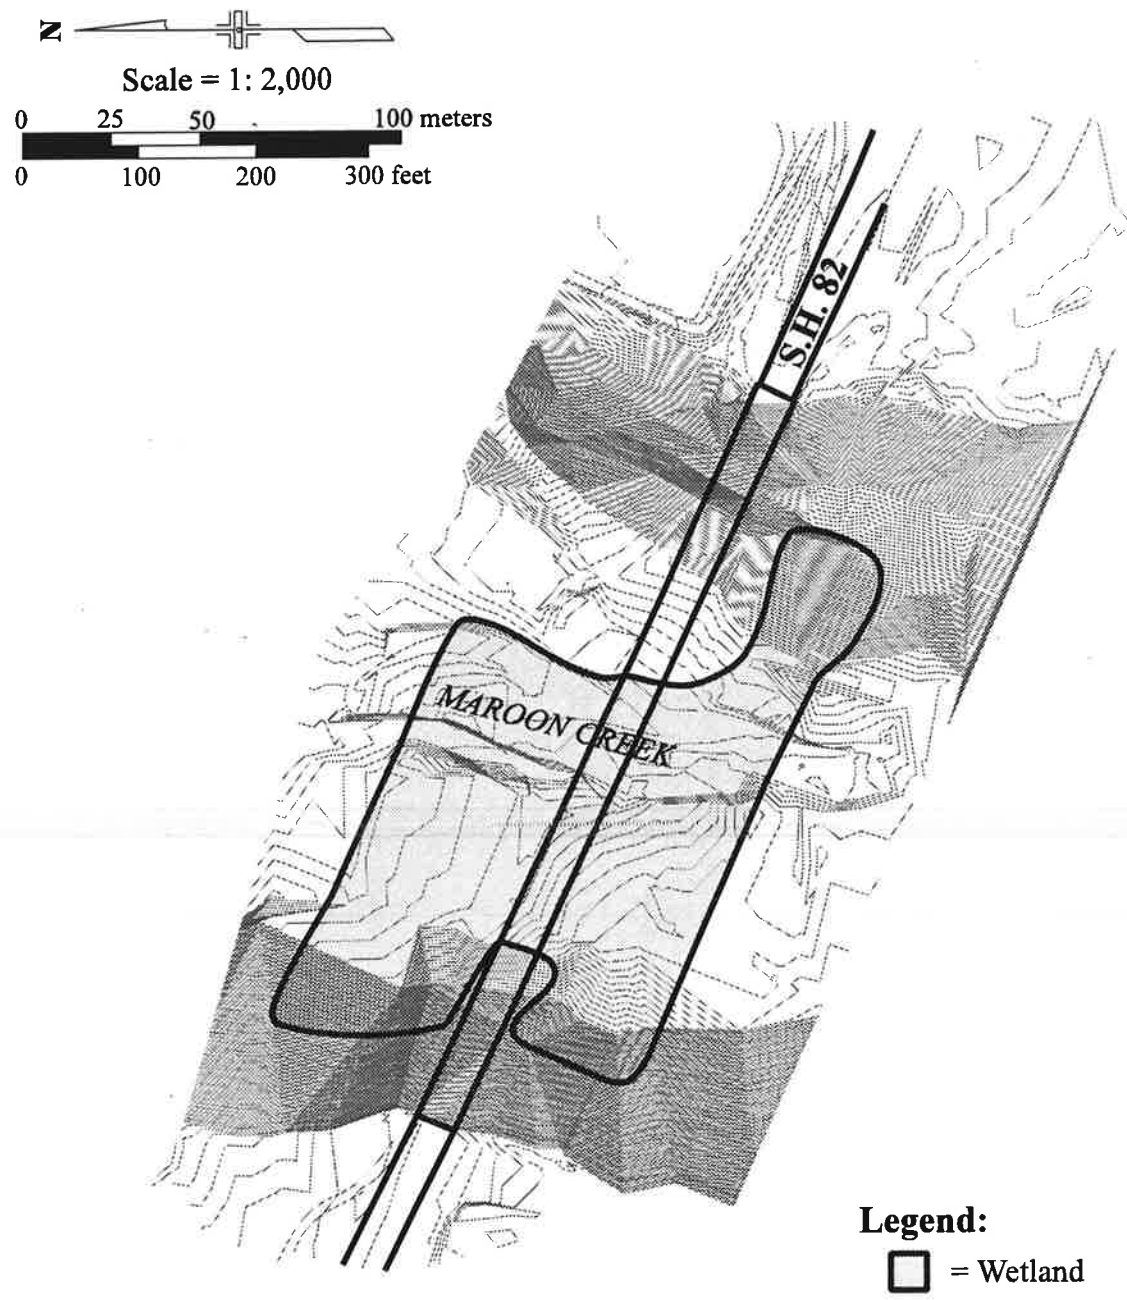 N
Scale = 1: 2,000
0 25 50 100 meters
0 100 200 300 feet
S.H. 82
MAROON CREEK
Legend:
= Wetland